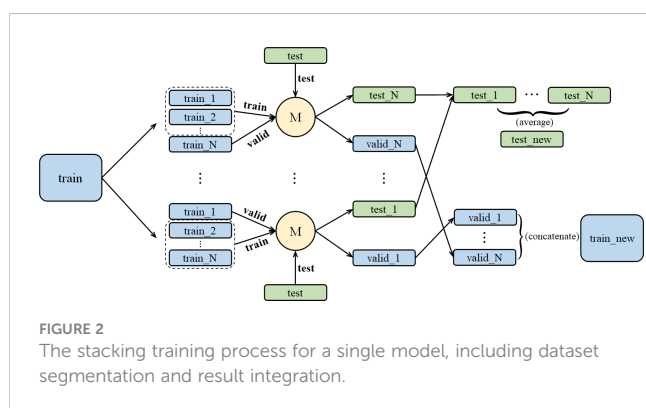 test
test
train_1
train_2
⋮
train_N
train
valid
M
test_N
valid_N
test_1 ⋯ test_N
(average)
test_new
train
⋮
⋮
⋮
train_1
train_2
⋮
train_N
valid
train
M
test
test
test_1
valid_1
valid_1
⋮
valid_N
(concatenate)
train_new
FIGURE 2
The stacking training process for a single model, including dataset
segmentation and result integration.